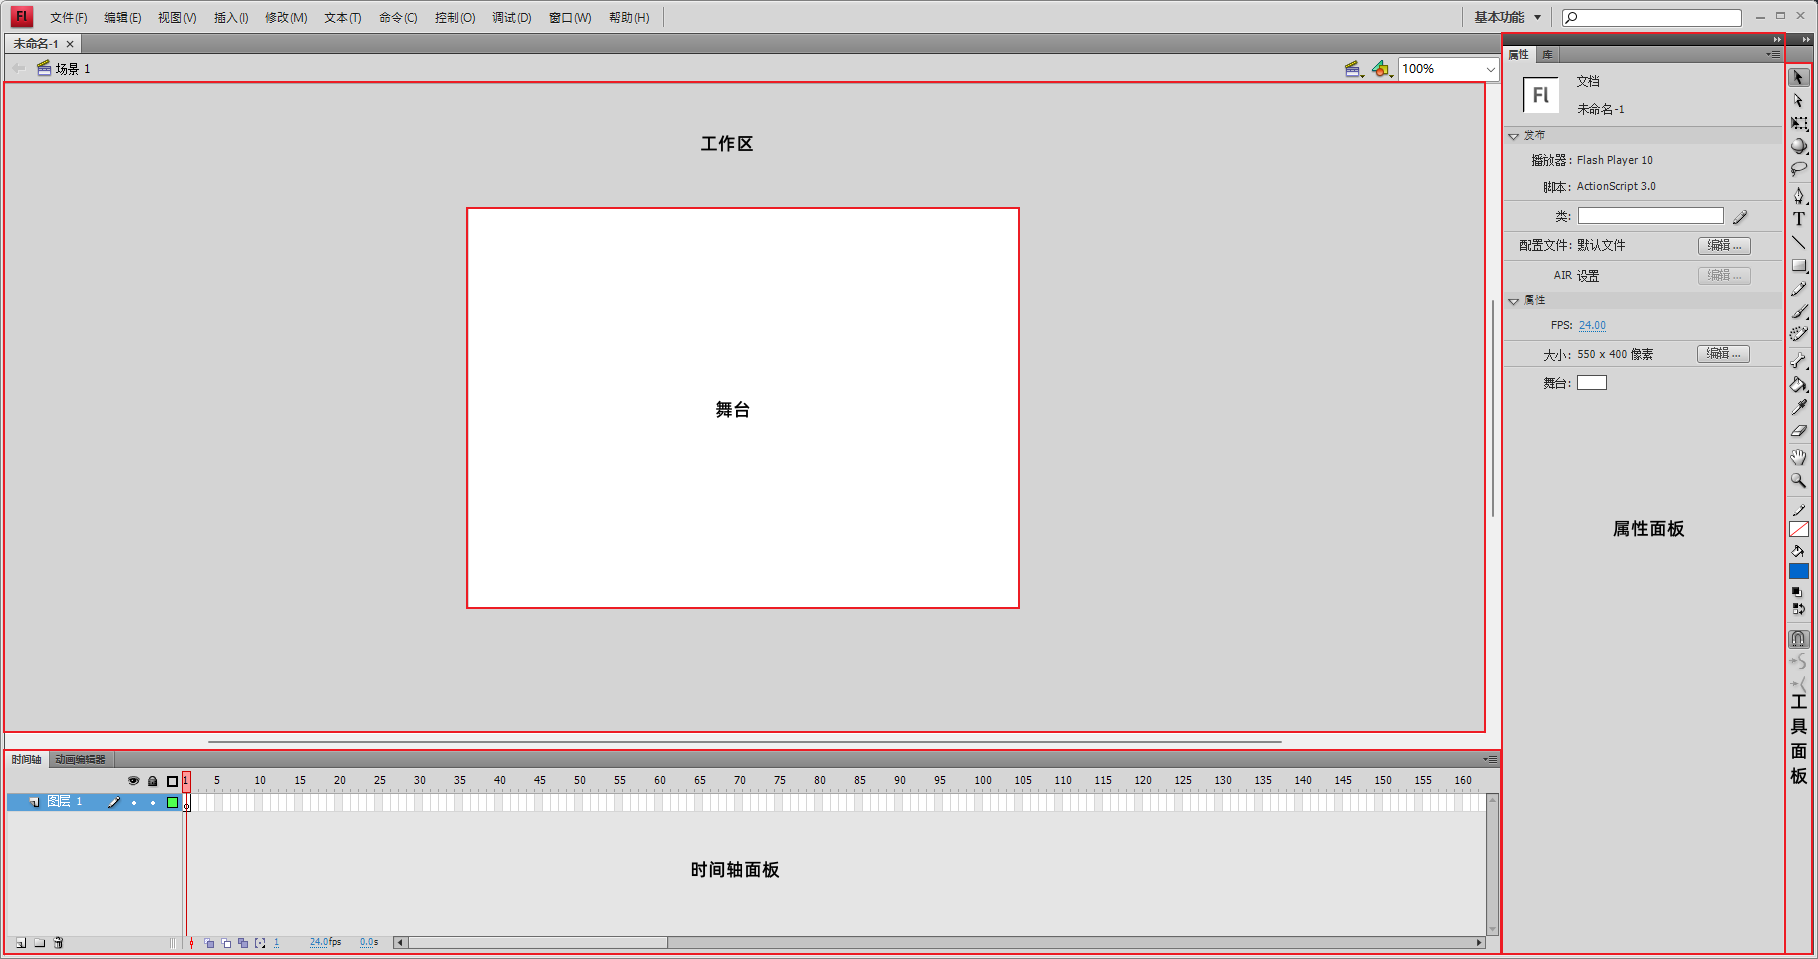 Fl 文件(F) 编辑(E) 视图(V) 插入(I) 修改(M) 文本(T) 命令(C) 控制(O) 调试(D) 窗口(W) 帮助(H) 基本功能
未命名-1
场景 1 100%
工作区
舞台
属性 库
Fl 文档
未命名-1
发布
播放器: Flash Player 10
脚本: ActionScript 3.0
类:
配置文件: 默认文件 编辑...
AIR 设置 编辑...
属性
FPS: 24.00
大小: 550 x 400 像素 编辑...
舞台:
属性面板
T
工具面板
时间轴 动画编辑器
1 5 10 15 20 25 30 35 40 45 50 55 60 65 70 75 80 85 90 95 100 105 110 115 120 125 130 135 140 145 150 155 160
图层 1
时间轴面板
1 24.0fps 0.0s